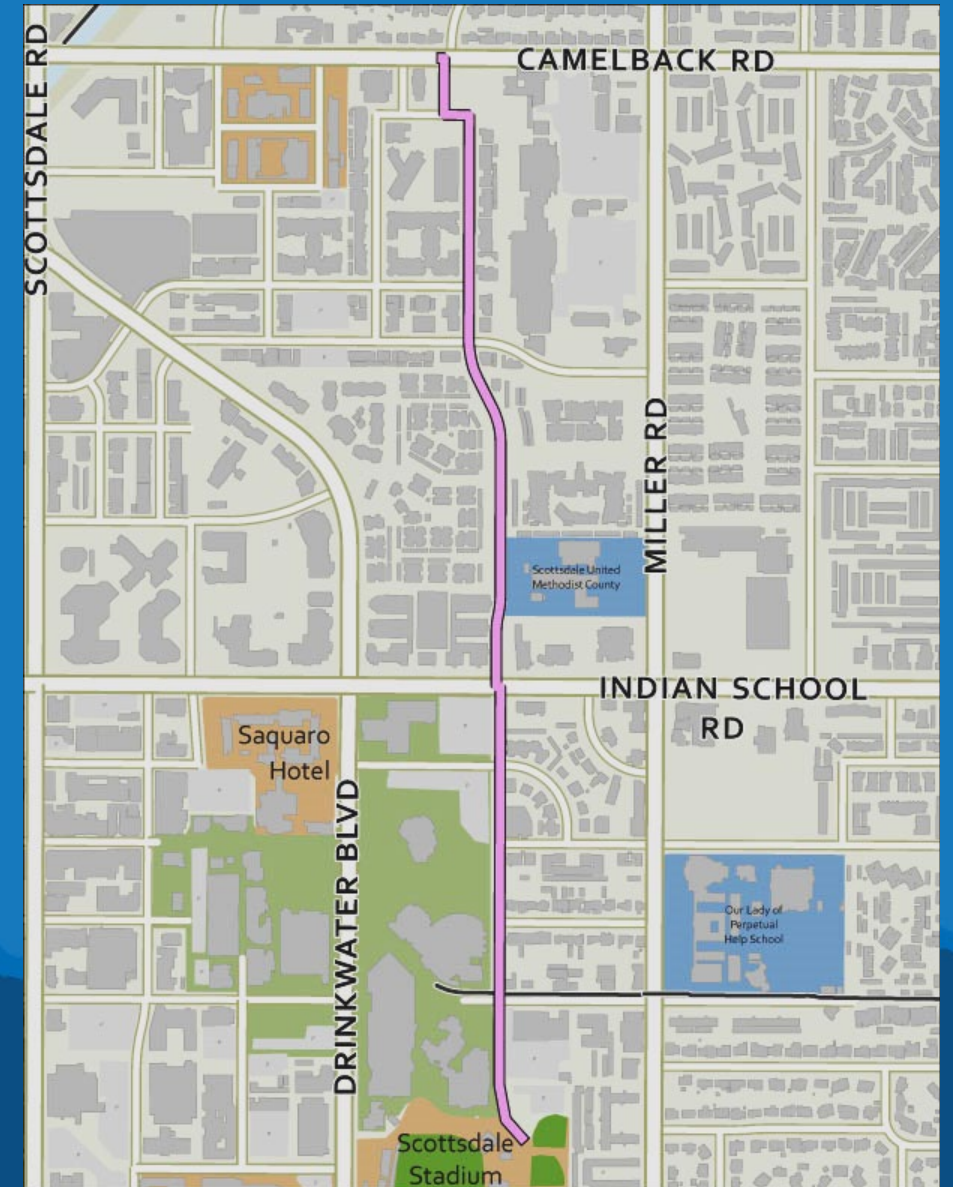 SCOTTSDALE RD
CAMELBACK RD
MILLER RD
Scottsdale United
Methodist County
INDIAN SCHOOL
RD
Saquaro
Hotel
DRINKWATER BLVD
Our Lady of
Perpetual
Help School
Scottsdale
Stadium